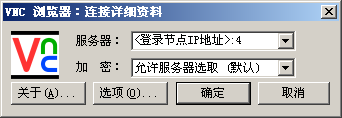 VNC 浏览器：连接详细资料
VNC
服务器： <登录节点IP地址>:4
加 密： 允许服务器选取 (默认)
关于(A)... 选项(O)... 确定 取消